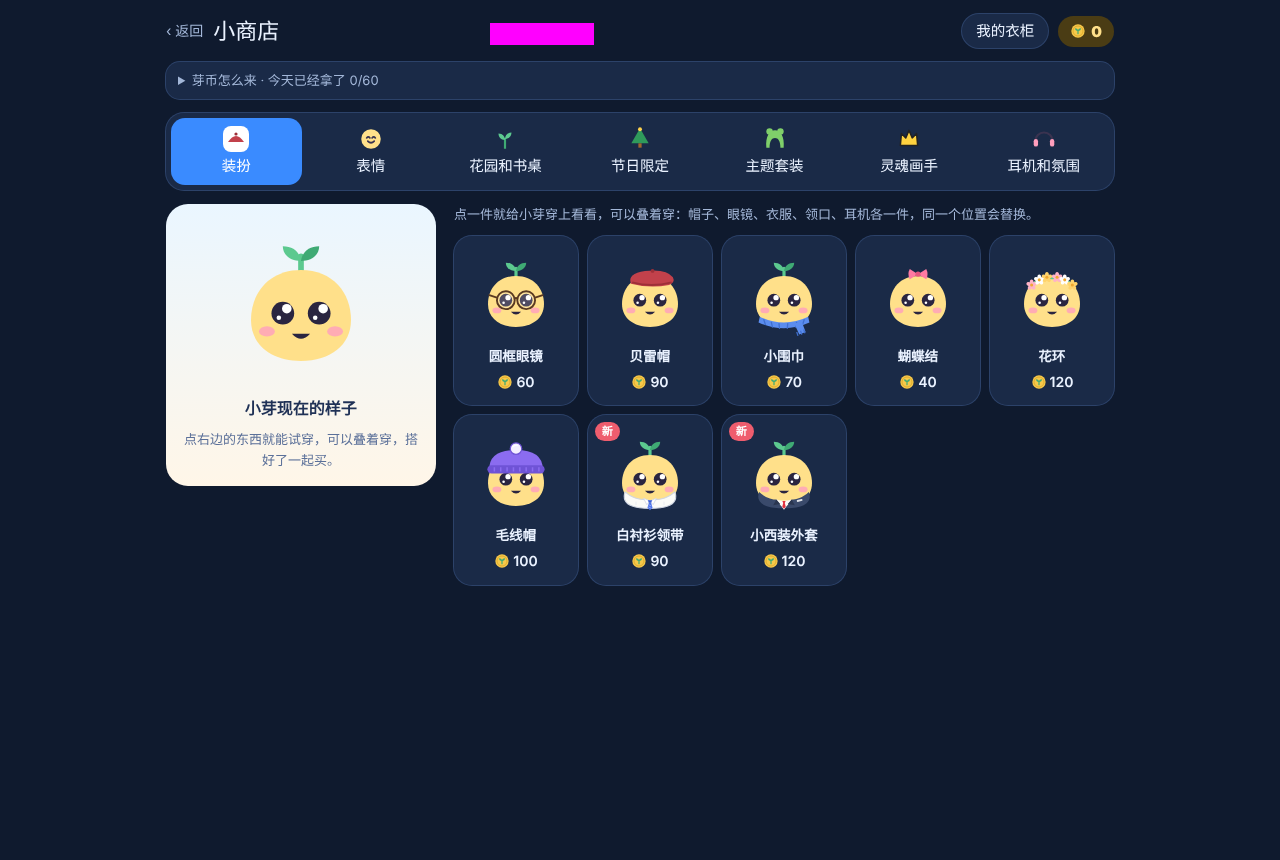 ‹ 返回 小商店
我的衣柜
0
▶ 芽币怎么来 · 今天已经拿了 0/60
装扮
表情
花园和书桌
节日限定
主题套装
灵魂画手
耳机和氛围
小芽现在的样子
点右边的东西就能试穿，可以叠着穿，搭
好了一起买。
点一件就给小芽穿上看看，可以叠着穿：帽子、眼镜、衣服、领口、耳机各一件，同一个位置会替换。
圆框眼镜
60
贝雷帽
90
小围巾
70
蝴蝶结
40
花环
120
毛线帽
100
新
白衬衫领带
90
新
小西装外套
120